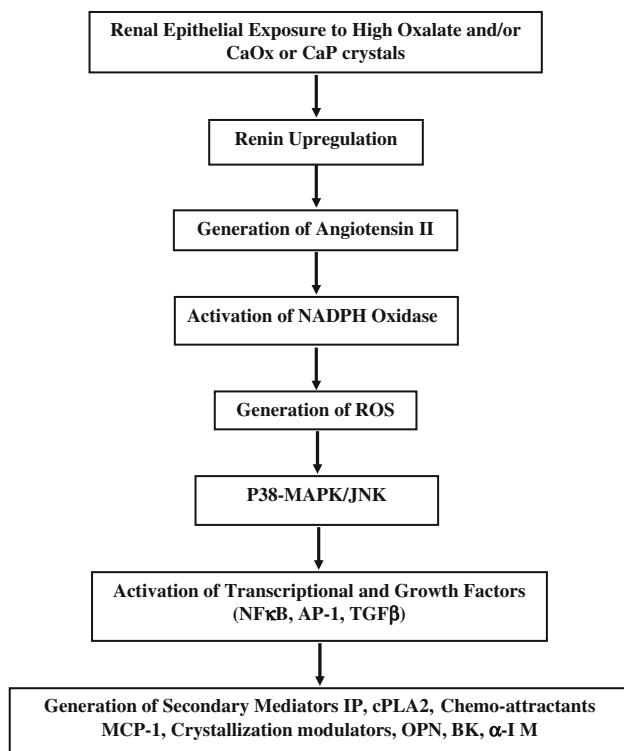 Renal Epithelial Exposure to High Oxalate and/or
CaOx or CaP crystals
Renin Upregulation
Generation of Angiotensin II
Activation of NADPH Oxidase
Generation of ROS
P38-MAPK/JNK
Activation of Transcriptional and Growth Factors
(NFκB, AP-1, TGFβ)
Generation of Secondary Mediators IP, cPLA2, Chemo-attractants
MCP-1, Crystallization modulators, OPN, BK, α-I M